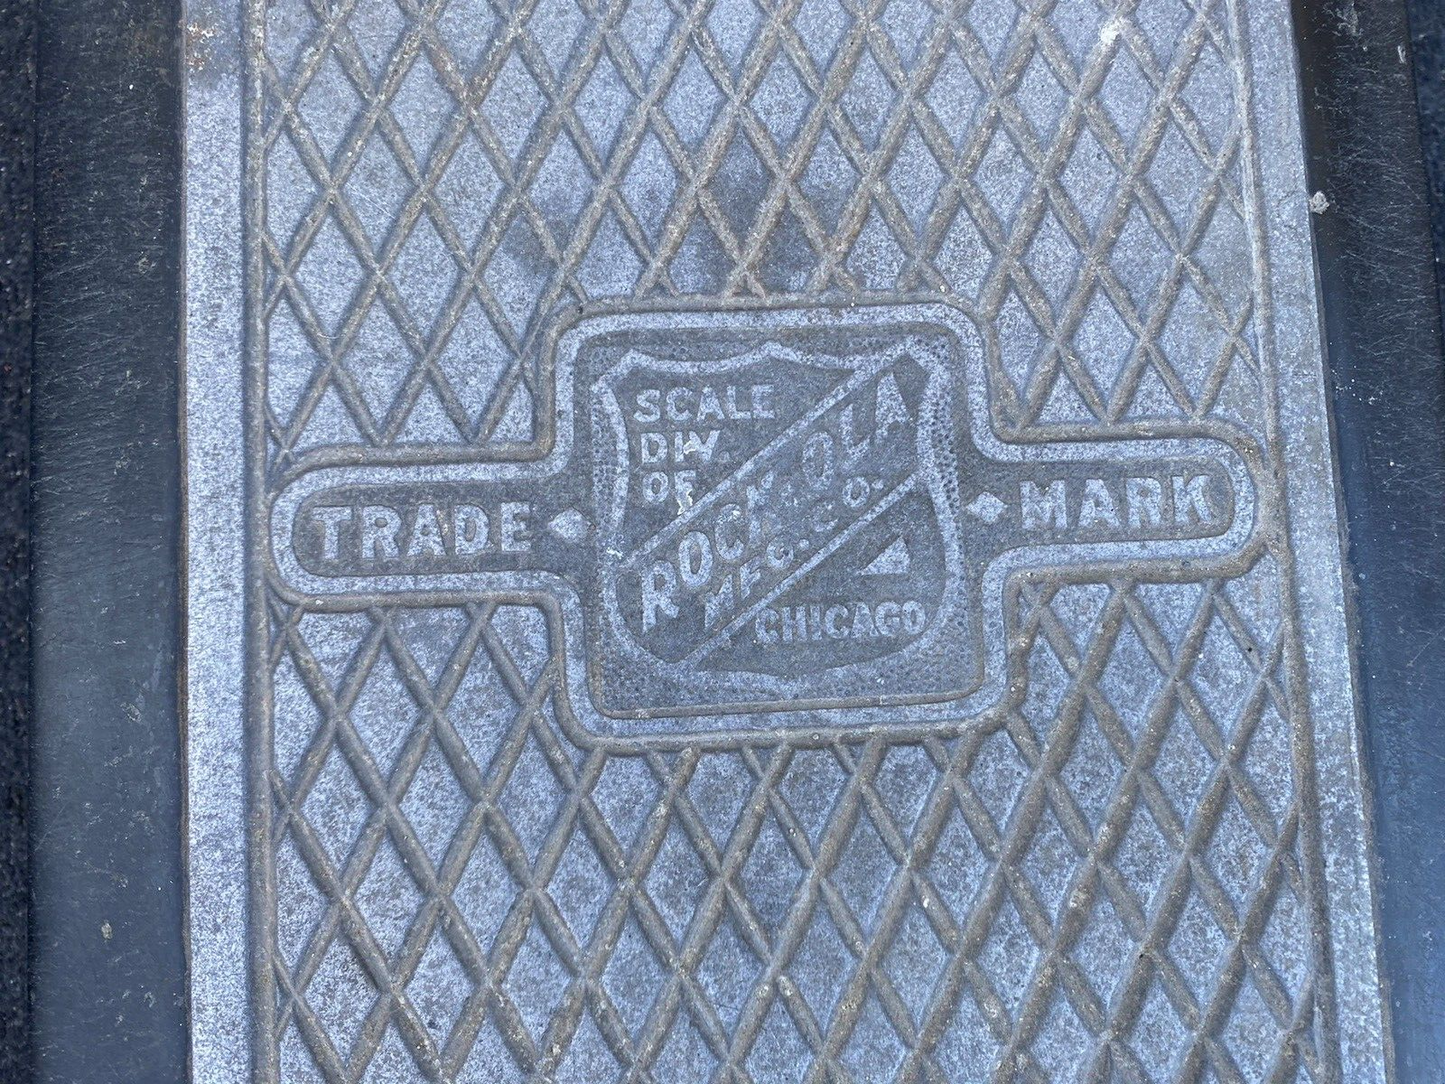 TRADE MARK
SCALE
DIV.
OF
ROCK-OLA
MFG. CO.
CHICAGO